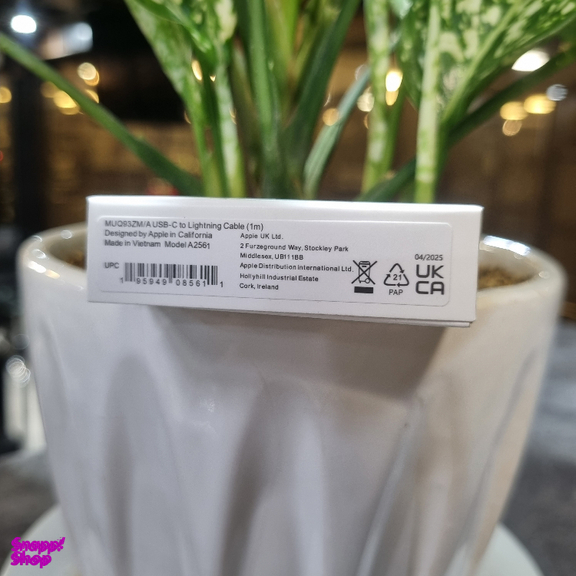 MUQ93ZM/A USB-C to Lightning Cable (1m)
Designed by Apple in California
Made in Vietnam Model A2561
UPC
1 95949 08561 1
Apple UK Ltd.
2 Furzeground Way, Stockley Park
Middlesex, UB111BB
Apple Distribution International Ltd.
Hollyhill Industrial Estate
Cork, Ireland
21
PAP
04/2025
UK
CA
Snapp!
Shop